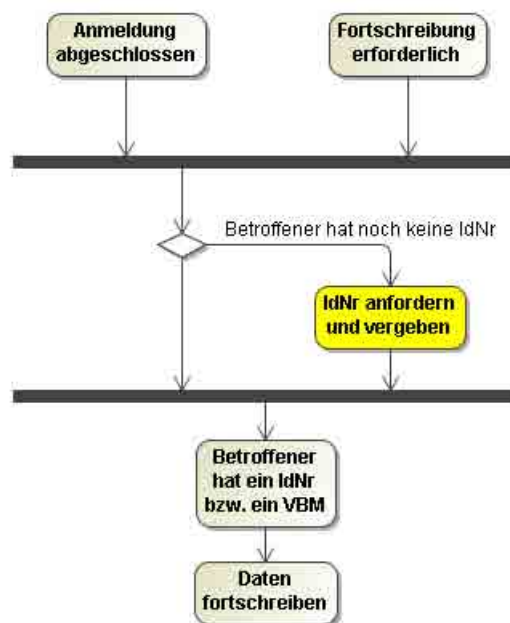 Anmeldung
abgeschlossen
Fortschreibung
erforderlich
Betroffener hat noch keine IdNr
IdNr anfordern
und vergeben
Betroffener
hat ein IdNr
bzw. ein VBM
Daten
fortschreiben